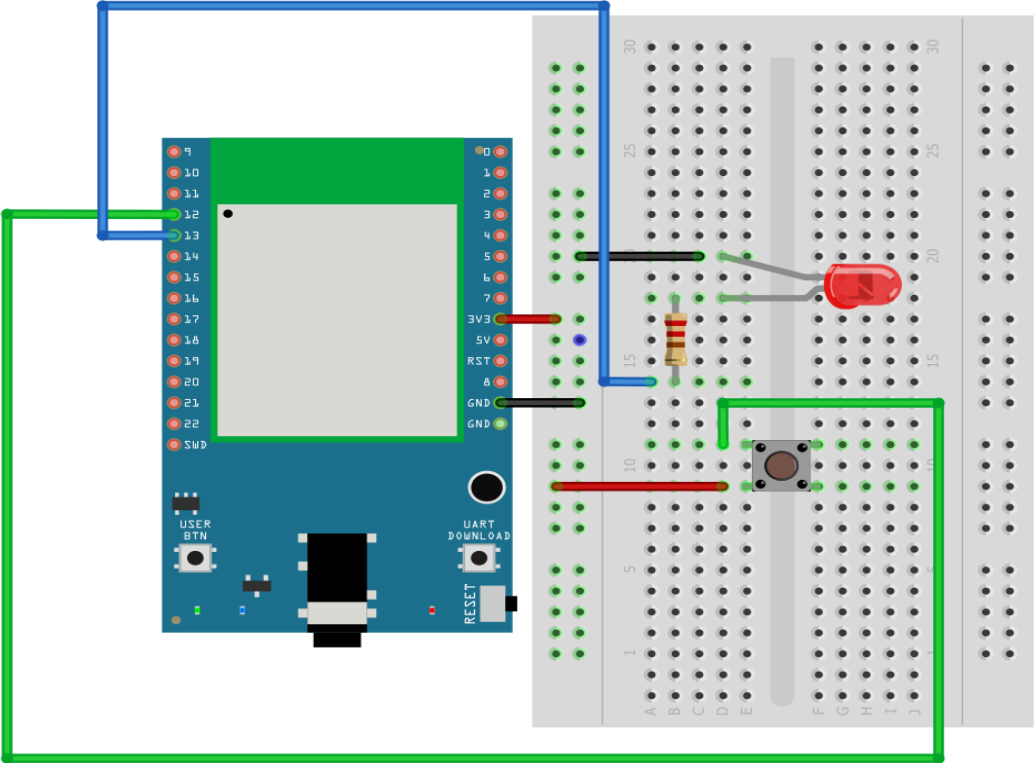 30 30
9 0
10 1
11 2
25 25
12 3
13 4
14 5
20 20
15 6
16 7
17 3V3
18 5V
19 RST
15 15
20 8
21 GND
22 GND
SWD
10 10
USER
BTN
UART
DOWNLOAD
RESET
5 5
1 1
A B C D E F G H I J